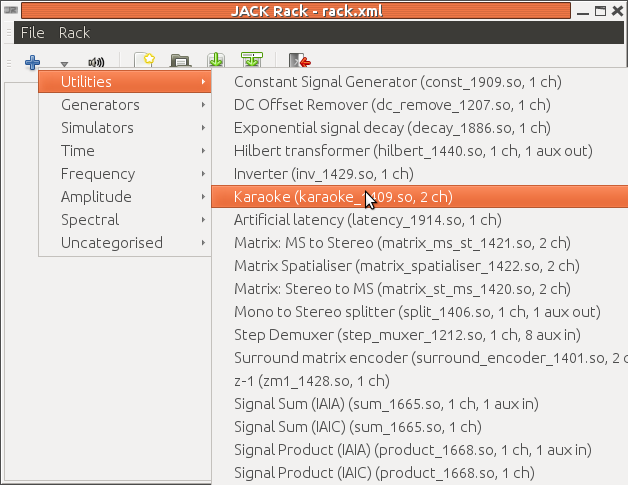 JR JACK Rack - rack.xml
File Rack
Utilities
Generators
Simulators
Time
Frequency
Amplitude
Spectral
Uncategorised
Constant Signal Generator (const_1909.so, 1 ch)
DC Offset Remover (dc_remove_1207.so, 1 ch)
Exponential signal decay (decay_1886.so, 1 ch)
Hilbert transformer (hilbert_1440.so, 1 ch, 1 aux out)
Inverter (inv_1429.so, 1 ch)
Karaoke (karaoke_1409.so, 2 ch)
Artificial latency (latency_1914.so, 1 ch)
Matrix: MS to Stereo (matrix_ms_st_1421.so, 2 ch)
Matrix Spatialiser (matrix_spatialiser_1422.so, 2 ch)
Matrix: Stereo to MS (matrix_st_ms_1420.so, 2 ch)
Mono to Stereo splitter (split_1406.so, 1 ch, 1 aux out)
Step Demuxer (step_muxer_1212.so, 1 ch, 8 aux in)
Surround matrix encoder (surround_encoder_1401.so, 2 c
z-1 (zm1_1428.so, 1 ch)
Signal Sum (IAIA) (sum_1665.so, 1 ch, 1 aux in)
Signal Sum (IAIC) (sum_1665.so, 1 ch)
Signal Product (IAIA) (product_1668.so, 1 ch, 1 aux in)
Signal Product (IAIC) (product_1668.so, 1 ch)